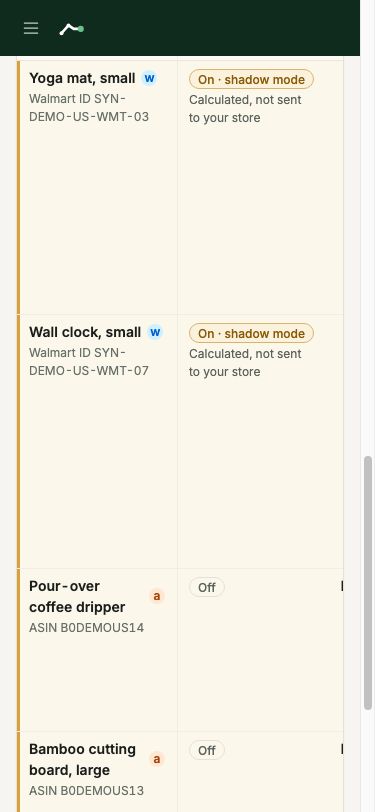 Yoga mat, small w
Walmart ID SYN-
DEMO-US-WMT-03
On · shadow mode
Calculated, not sent
to your store
Wall clock, small w
Walmart ID SYN-
DEMO-US-WMT-07
On · shadow mode
Calculated, not sent
to your store
Pour-over
coffee dripper a
ASIN B0DEMOUS14
Off
Bamboo cutting
board, large a
ASIN B0DEMOUS13
Off